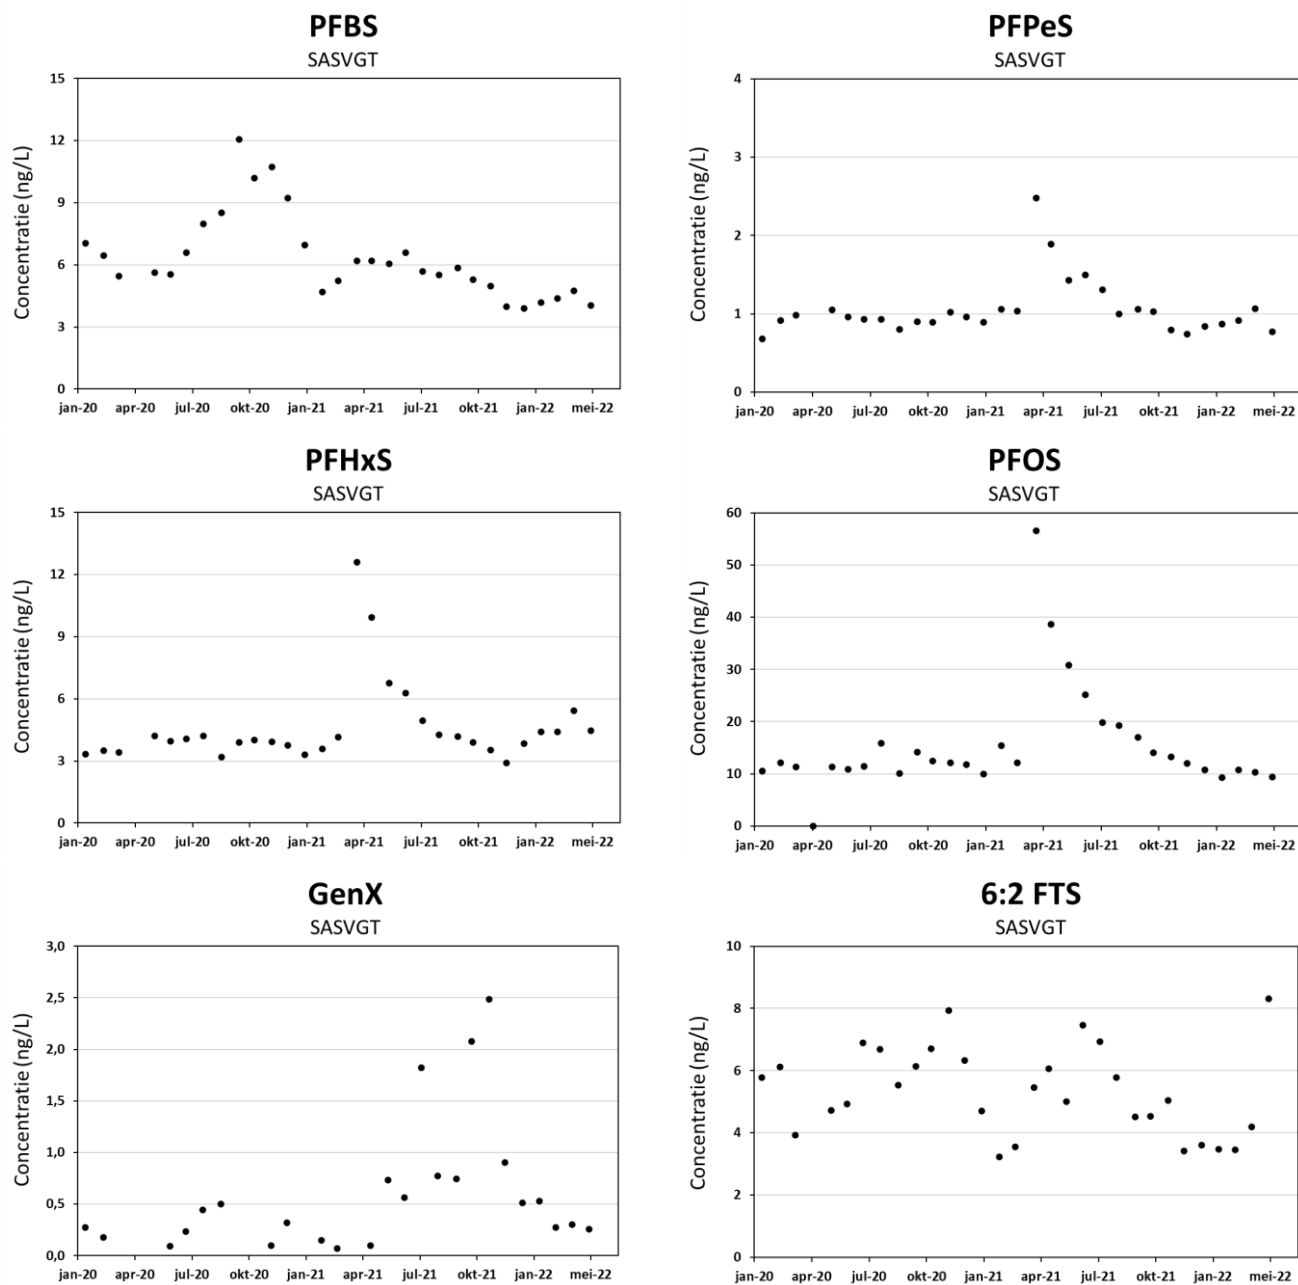 PFBS
SASVGT
Concentratie (ng/L)
15
12
9
6
3
0
jan-20 apr-20 jul-20 okt-20 jan-21 apr-21 jul-21 okt-21 jan-22 mei-22
PFPeS
SASVGT
Concentratie (ng/L)
4
3
2
1
0
jan-20 apr-20 jul-20 okt-20 jan-21 apr-21 jul-21 okt-21 jan-22 mei-22
PFHxS
SASVGT
Concentratie (ng/L)
15
12
9
6
3
0
jan-20 apr-20 jul-20 okt-20 jan-21 apr-21 jul-21 okt-21 jan-22 mei-22
PFOS
SASVGT
Concentratie (ng/L)
60
50
40
30
20
10
0
jan-20 apr-20 jul-20 okt-20 jan-21 apr-21 jul-21 okt-21 jan-22 mei-22
GenX
SASVGT
Concentratie (ng/L)
3,0
2,5
2,0
1,5
1,0
0,5
0,0
jan-20 apr-20 jul-20 okt-20 jan-21 apr-21 jul-21 okt-21 jan-22 mei-22
6:2 FTS
SASVGT
Concentratie (ng/L)
10
8
6
4
2
0
jan-20 apr-20 jul-20 okt-20 jan-21 apr-21 jul-21 okt-21 jan-22 mei-22